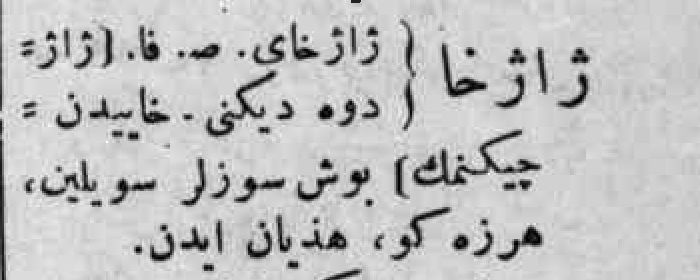 ژاژخا { ژاژخای. ص. فا. [ژاژ=
دوه دیکنی. خاییدن =
چیکنمك] بوش سوزلر سویلین،
هرزه کو، هذیان ایدن.